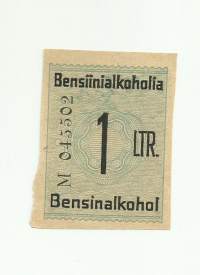 Bensiinialkoholia
M 045502
1 LTR.
Bensinalkohol